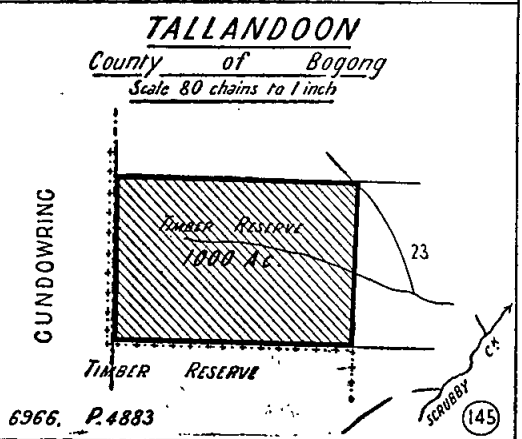 TALLANDOON
County of Bogong
Scale 80 chains to 1 inch
GUNDOWRING
TIMBER RESERVE
1000 Ac.
23
TIMBER RESERVE
SCRUBBY CK
6966. P.4883
145